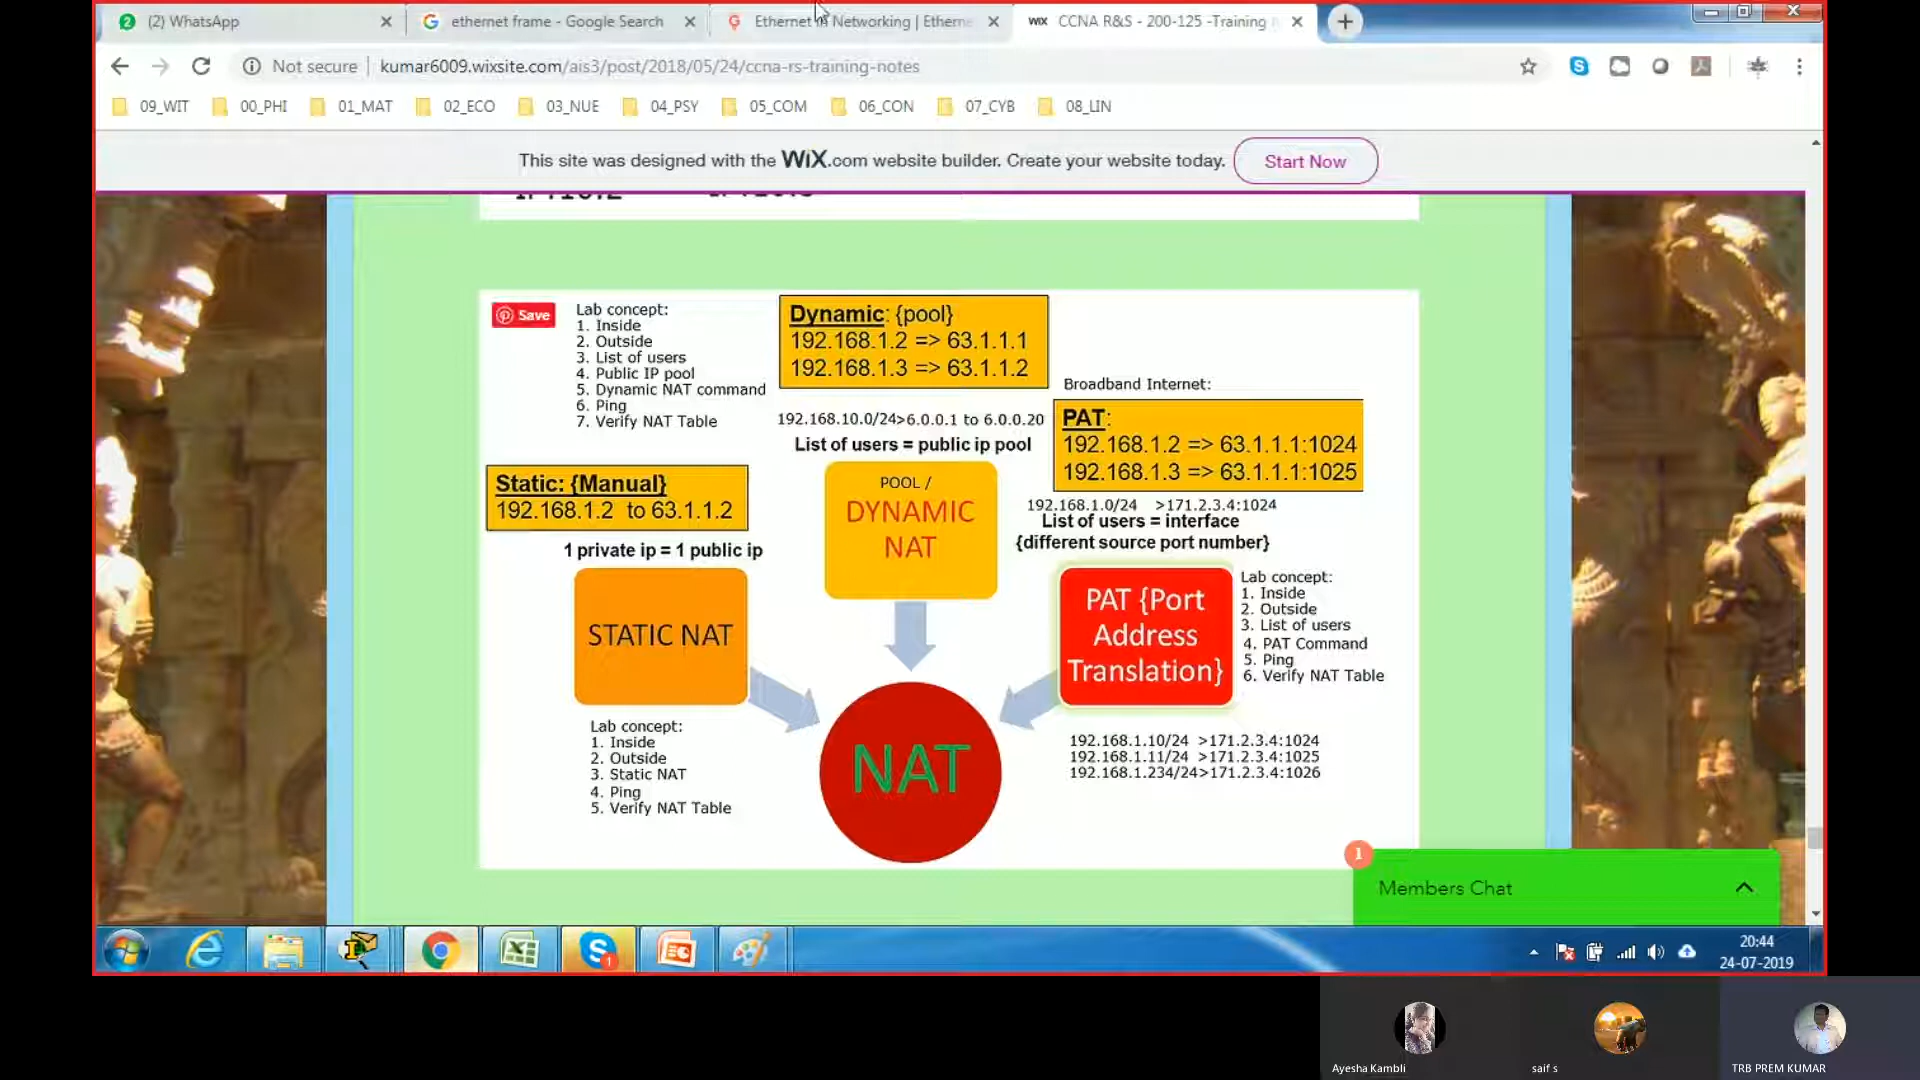 2 (2) WhatsApp
ethernet frame - Google Search
Ethernet in Networking | Etherne
WIX CCNA R&S - 200-125 -Training
Not secure
kumar6009.wixsite.com/ais3/post/2018/05/24/ccna-rs-training-notes
09_WIT 00_PHI 01_MAT 02_ECO 03_NUE 04_PSY 05_COM 06_CON 07_CYB 08_LIN
This site was designed with the WiX.com website builder. Create your website today.
Start Now
Save
Lab concept:
1. Inside
2. Outside
3. List of users
4. Public IP pool
5. Dynamic NAT command
6. Ping
7. Verify NAT Table
Dynamic: {pool}
192.168.1.2 => 63.1.1.1
192.168.1.3 => 63.1.1.2
192.168.10.0/24>6.0.0.1 to 6.0.0.20
List of users = public ip pool
Broadband Internet:
PAT:
192.168.1.2 => 63.1.1.1:1024
192.168.1.3 => 63.1.1.1:1025
192.168.1.0/24 >171.2.3.4:1024
List of users = interface
{different source port number}
Static: {Manual}
192.168.1.2 to 63.1.1.2
1 private ip = 1 public ip
STATIC NAT
POOL /
DYNAMIC
NAT
PAT {Port
Address
Translation}
Lab concept:
1. Inside
2. Outside
3. List of users
4. PAT Command
5. Ping
6. Verify NAT Table
Lab concept:
1. Inside
2. Outside
3. Static NAT
4. Ping
5. Verify NAT Table
NAT
192.168.1.10/24 >171.2.3.4:1024
192.168.1.11/24 >171.2.3.4:1025
192.168.1.234/24>171.2.3.4:1026
1
Members Chat
1
20:44
24-07-2019
Ayesha Kambli
saif s
TRB PREM KUMAR